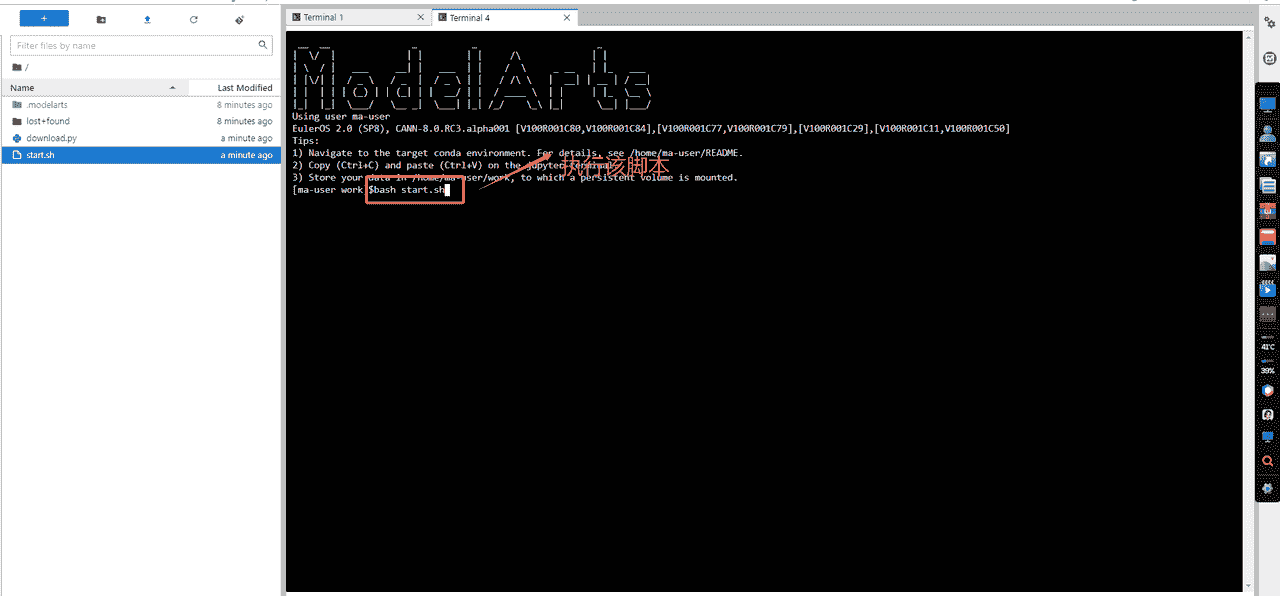 +
Terminal 1
Terminal 4
Filter files by name
/
Name Last Modified
.modelarts 8 minutes ago
lost+found 8 minutes ago
download.py a minute ago
start.sh a minute ago
ModelArts
Using user ma-user
EulerOS 2.0 (SP8), CANN-8.0.RC3.alpha001 [V100R001C80,V100R001C84],[V100R001C77,V100R001C79],[V100R001C29],[V100R001C11,V100R001C50]
Tips:
1) Navigate to the target conda environment. For details, see /home/ma-user/README.
2) Copy (Ctrl+C) and paste (Ctrl+V) on the jupyter terminal.
3) Store your data in /home/ma-user/work, to which a persistent volume is mounted.
[ma-user work]$bash start.sh
执行该脚本
41°C
39%